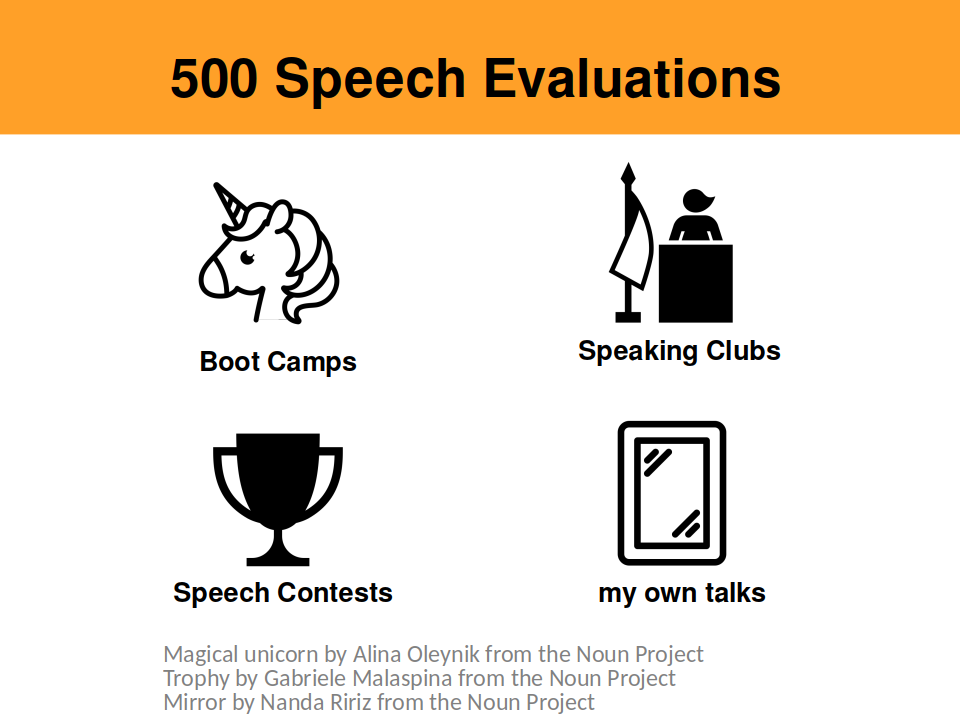 500 Speech Evaluations
Boot Camps
Speaking Clubs
Speech Contests
my own talks
Magical unicorn by Alina Oleynik from the Noun Project
Trophy by Gabriele Malaspina from the Noun Project
Mirror by Nanda Ririz from the Noun Project